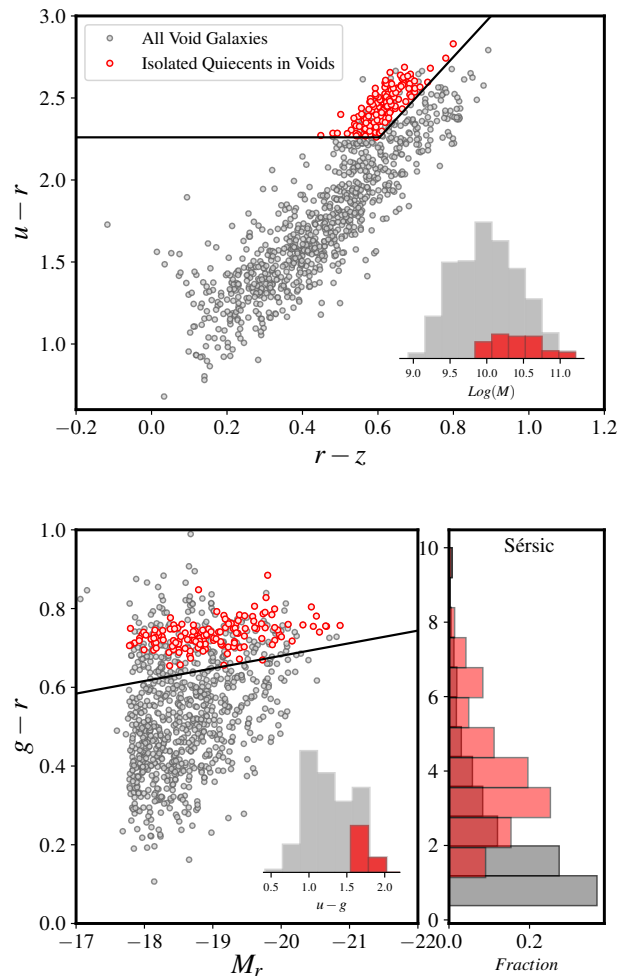 3.0
All Void Galaxies
Isolated Quiecents in Voids
2.5
2.0
u − r
1.5
1.0
9.0 9.5 10.0 10.5 11.0
Log(M)
−0.2 0.0 0.2 0.4 0.6 0.8 1.0 1.2
r − z
1.0
0.8
0.6
g − r
0.4
0.2
0.0
0.5 1.0 1.5 2.0
u − g
−17 −18 −19 −20 −21 −22
M_r
Sérsic
10
8
6
4
2
0
0.0 0.2
Fraction